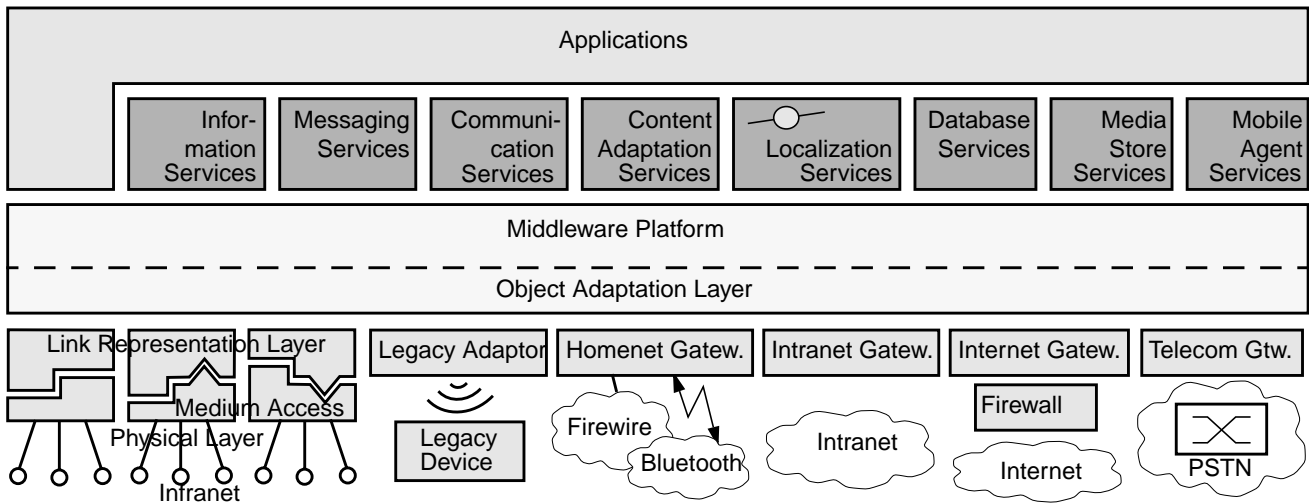 Applications
Infor-
mation
Services
Messaging
Services
Communi-
cation
Services
Content
Adaptation
Services
Localization
Services
Database
Services
Media
Store
Services
Mobile
Agent
Services
Middleware Platform
Object Adaptation Layer
Link Representation Layer
Legacy Adaptor
Homenet Gatew.
Intranet Gatew.
Internet Gatew.
Telecom Gtw.
Medium Access
Physical Layer
Infranet
Legacy
Device
Firewire
Bluetooth
Intranet
Firewall
Internet
PSTN